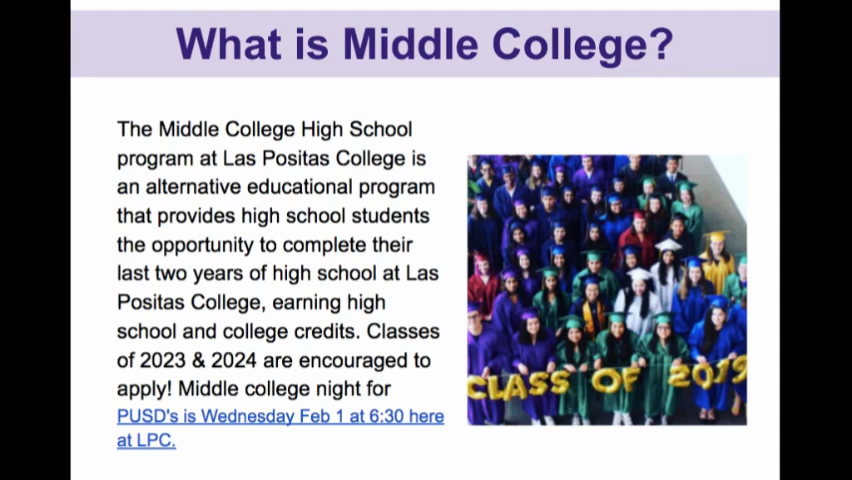 What is Middle College?
The Middle College High School
program at Las Positas College is
an alternative educational program
that provides high school students
the opportunity to complete their
last two years of high school at Las
Positas College, earning high
school and college credits. Classes
of 2023 & 2024 are encouraged to
apply! Middle college night for
PUSD's is Wednesday Feb 1 at 6:30 here
at LPC.
CLASS OF 2019